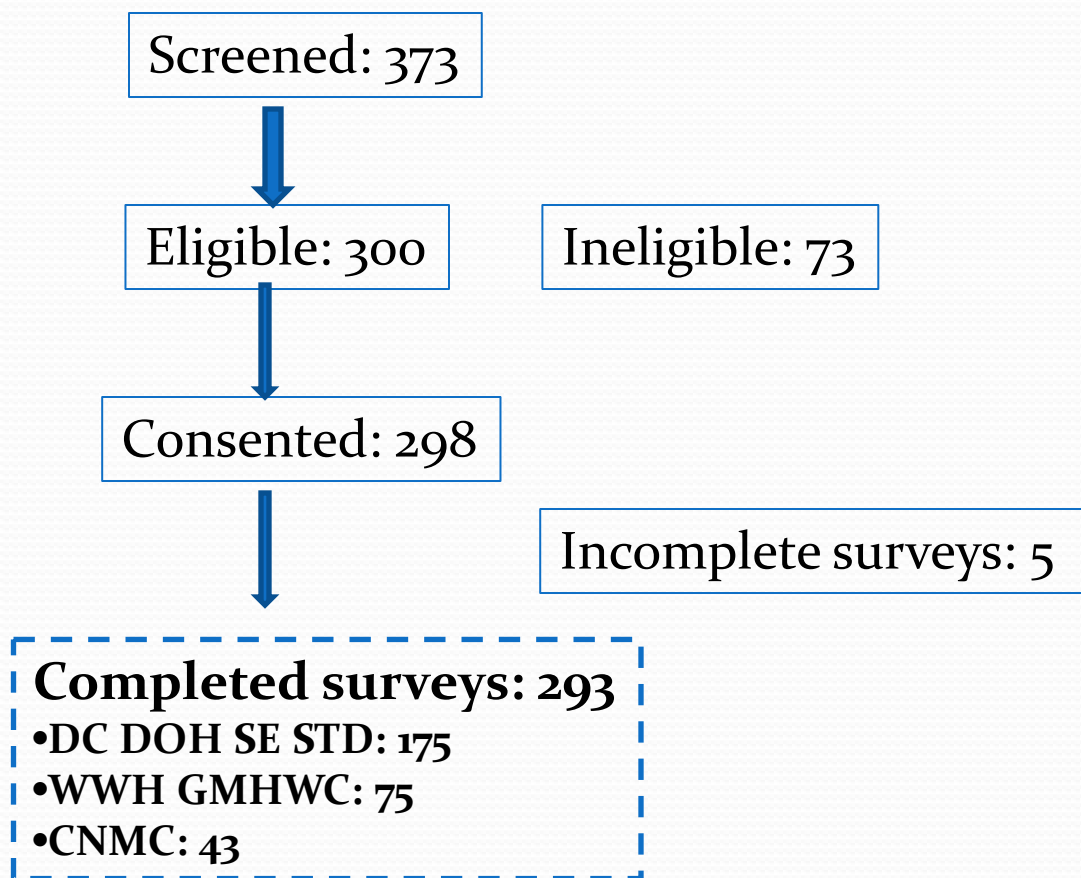 Screened: 373
Eligible: 300
Ineligible: 73
Consented: 298
Incomplete surveys: 5
Completed surveys: 293
•DC DOH SE STD: 175
•WWH GMHWC: 75
•CNMC: 43